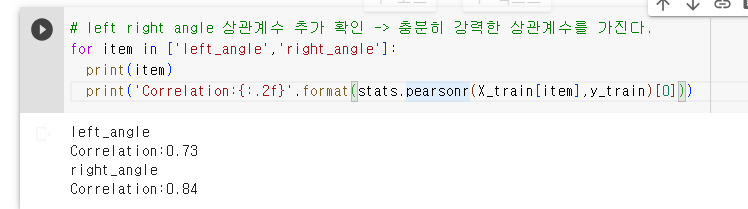 # left right angle 상관계수 추가 확인 -> 충분히 강력한 상관계수를 가진다.
for item in ['left_angle','right_angle']:
  print(item)
  print('Correlation:{:.2f}'.format(stats.pearsonr(X_train[item],y_train)[0]))
left_angle
Correlation:0.73
right_angle
Correlation:0.84